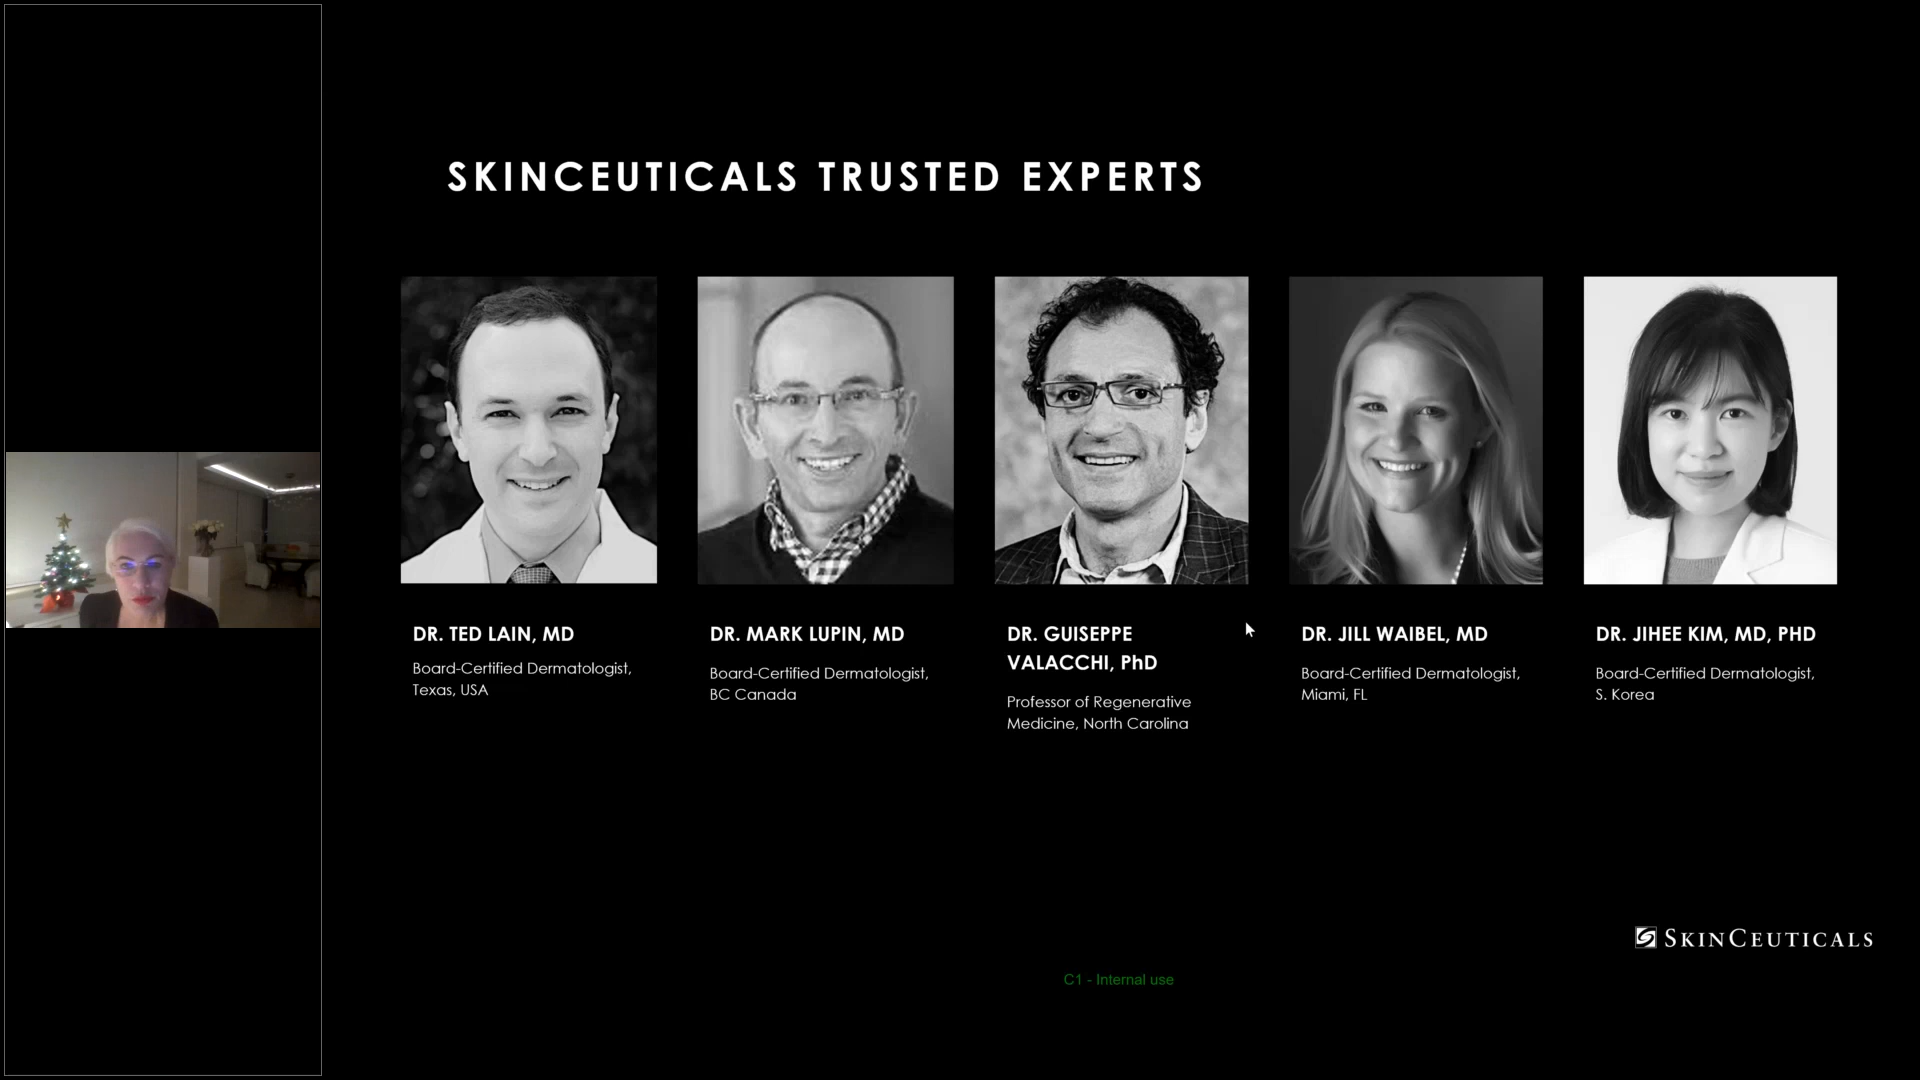 SKINCEUTICALS TRUSTED EXPERTS
DR. TED LAIN, MD
Board-Certified Dermatologist,
Texas, USA
DR. MARK LUPIN, MD
Board-Certified Dermatologist,
BC Canada
DR. GUISEPPE
VALACCHI, PhD
Professor of Regenerative
Medicine, North Carolina
DR. JILL WAIBEL, MD
Board-Certified Dermatologist,
Miami, FL
DR. JIHEE KIM, MD, PHD
Board-Certified Dermatologist,
S. Korea
SKINCEUTICALS
C1 - Internal use